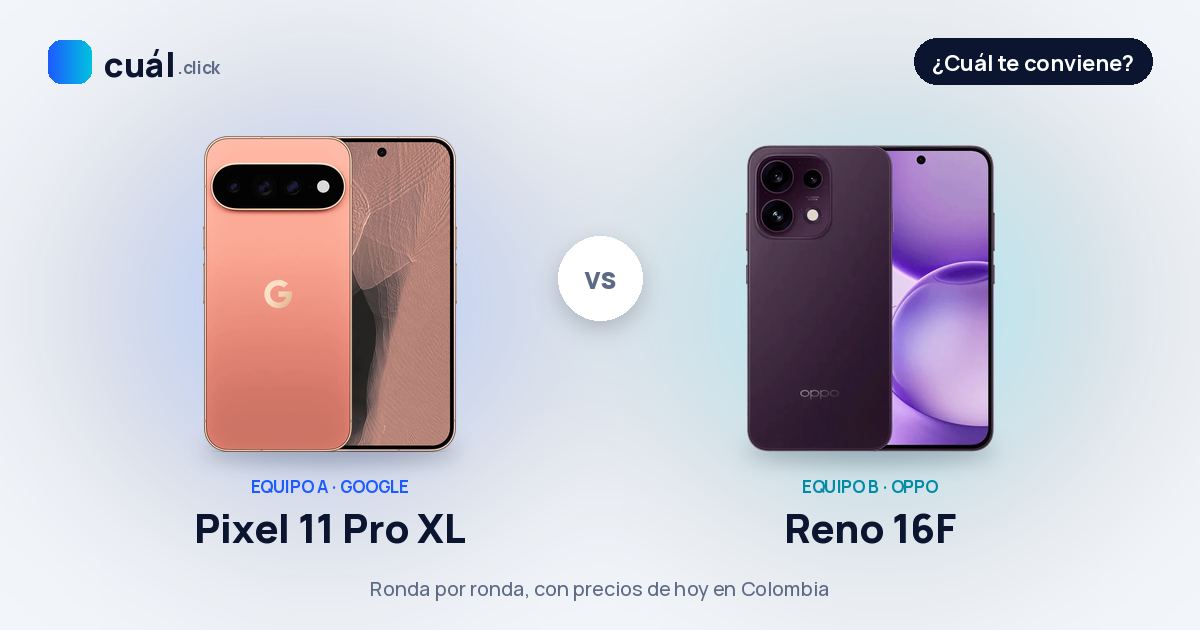 cuál.click
¿Cuál te conviene?
G
oppo
vs
EQUIPO A · GOOGLE
EQUIPO B · OPPO
Pixel 11 Pro XL
Reno 16F
Ronda por ronda, con precios de hoy en Colombia